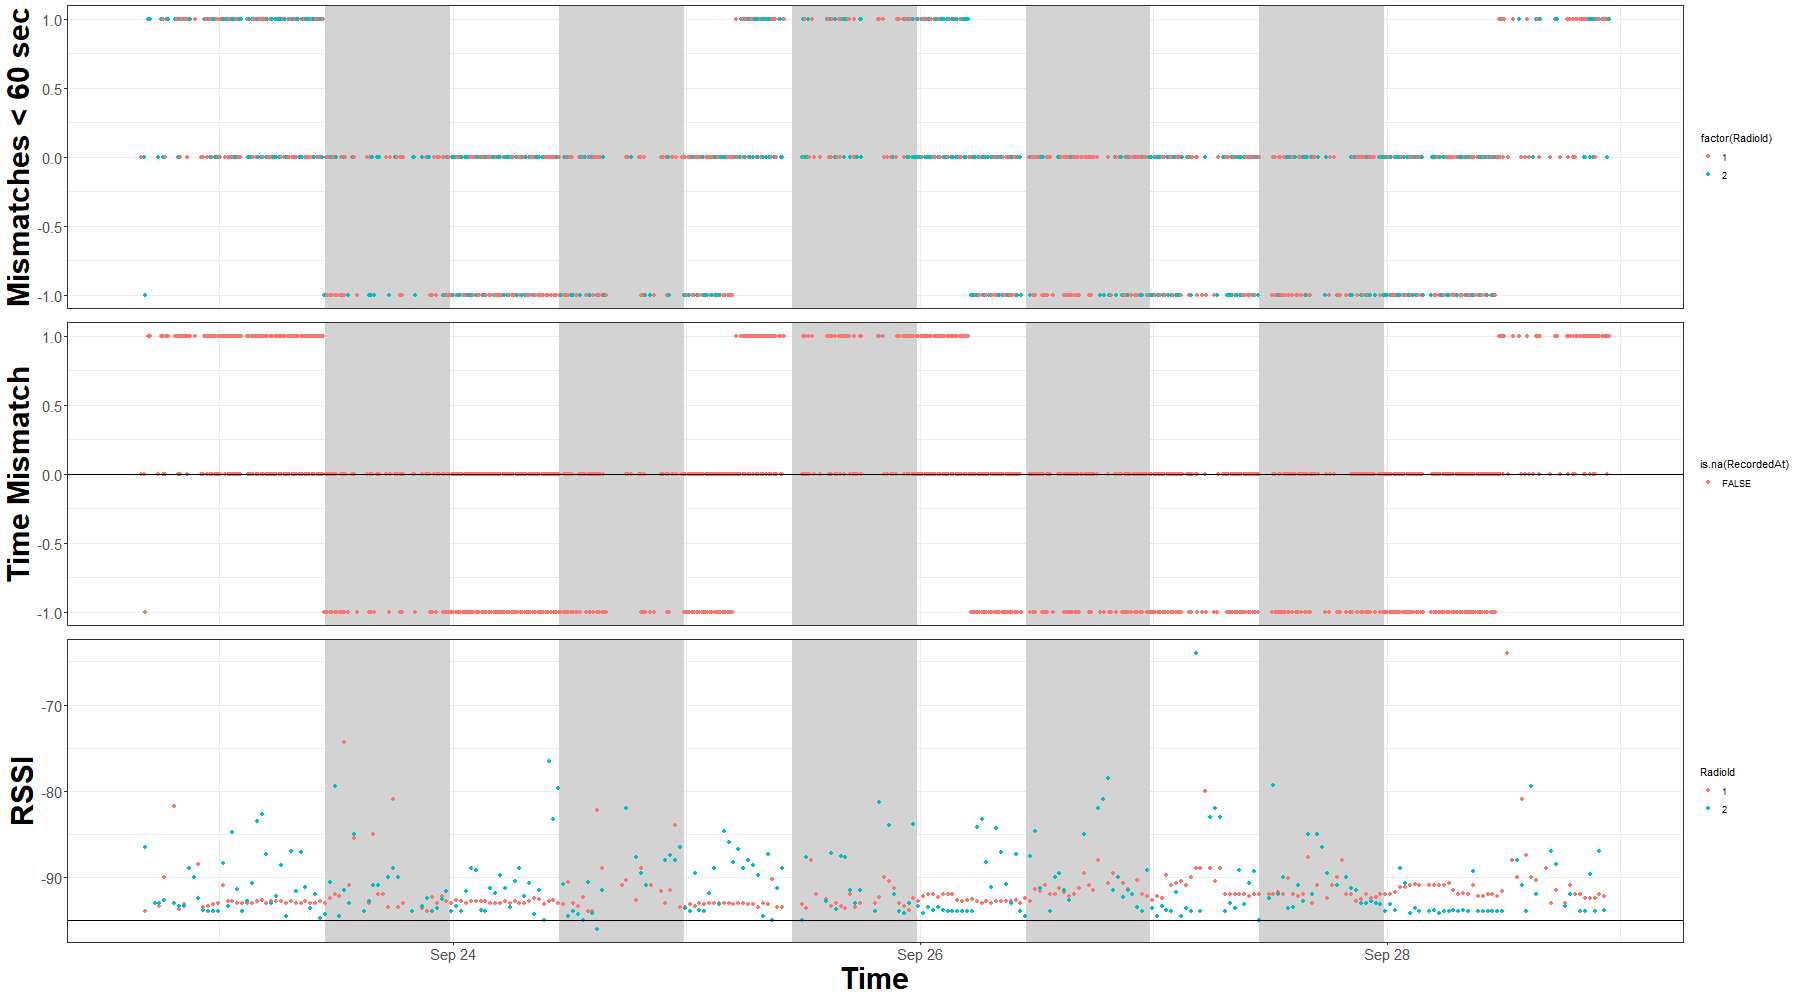 Mismatches < 60 sec
1.0
0.5
0.0
-0.5
-1.0
factor(RadioId)
1
2
Time Mismatch
1.0
0.5
0.0
-0.5
-1.0
is.na(RecordedAt)
FALSE
RSSI
-70
-80
-90
RadioId
1
2
Sep 24
Sep 26
Sep 28
Time